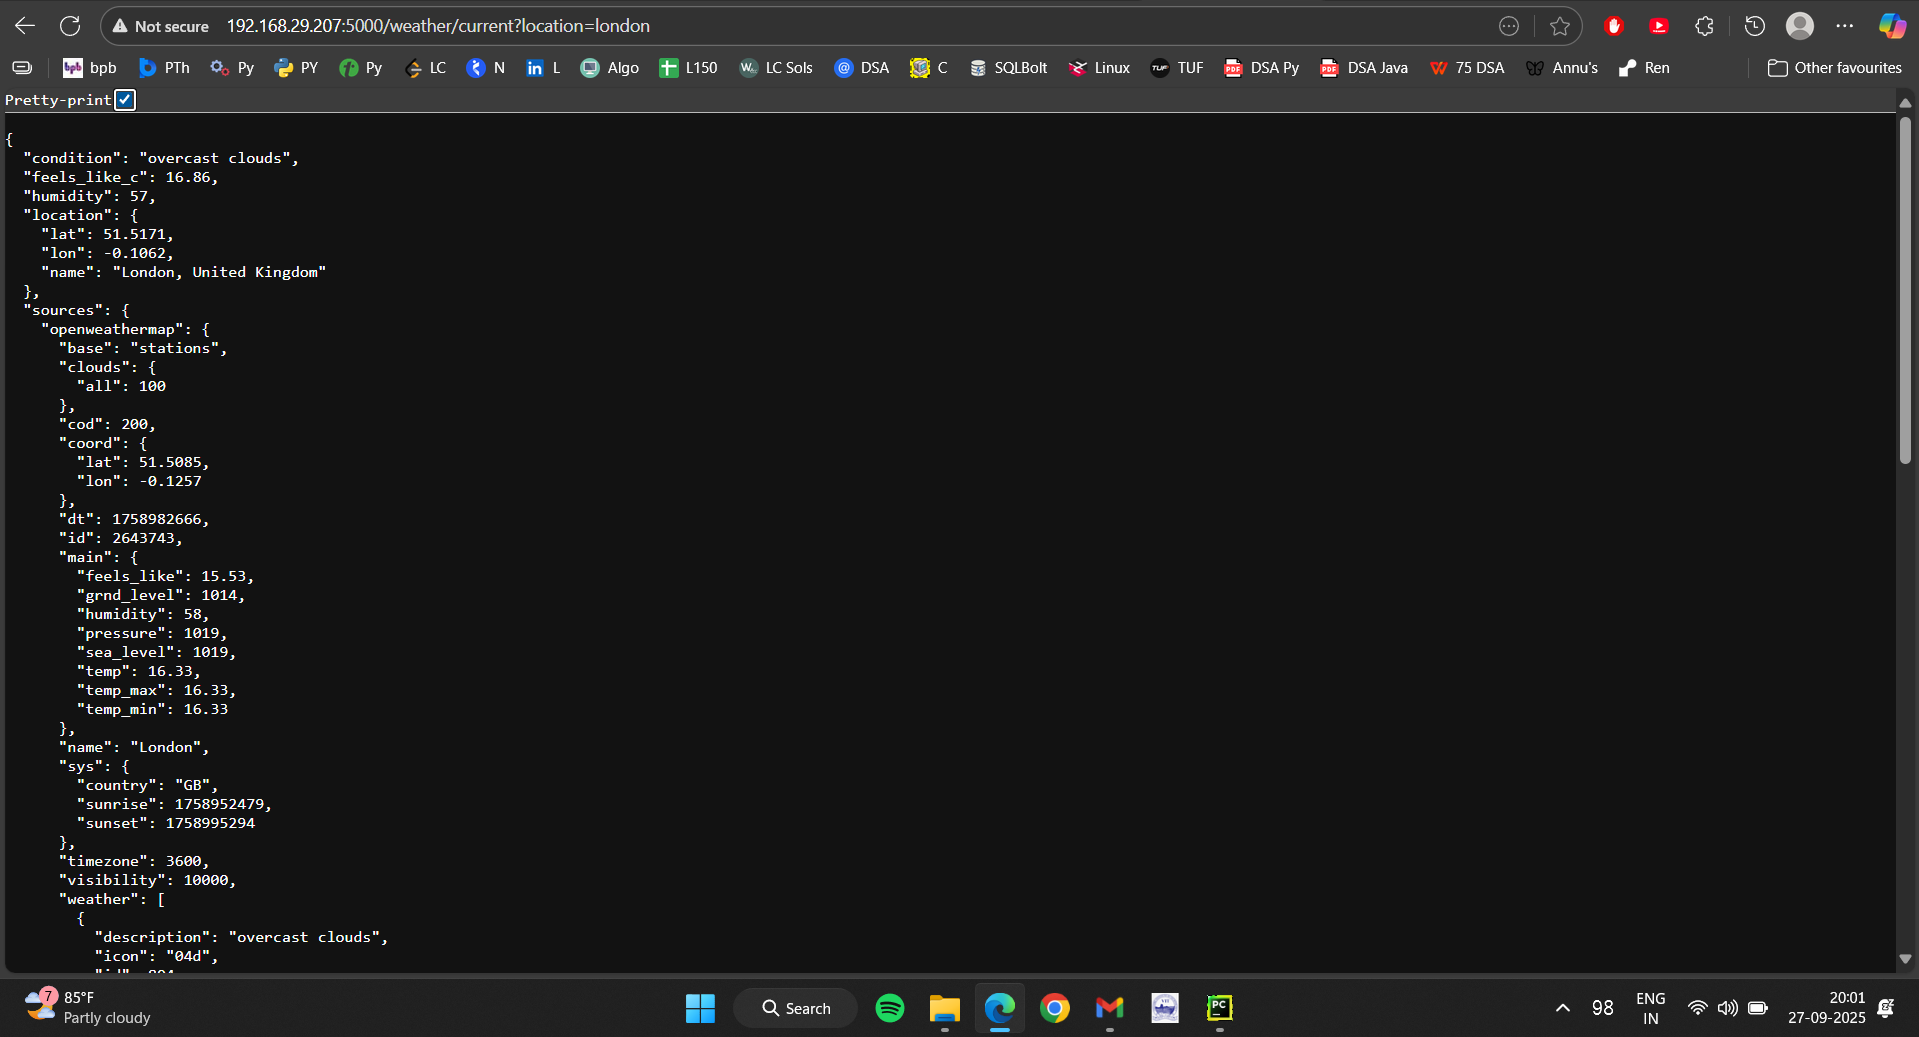 Not secure 192.168.29.207:5000/weather/current?location=london
bpb PTh Py PY Py LC N L Algo L150 LC Sols DSA C SQLBolt Linux TUF DSA Py DSA Java 75 DSA Annu's Ren Other favourites
Pretty-print
{
  "condition": "overcast clouds",
  "feels_like_c": 16.86,
  "humidity": 57,
  "location": {
    "lat": 51.5171,
    "lon": -0.1062,
    "name": "London, United Kingdom"
  },
  "sources": {
    "openweathermap": {
      "base": "stations",
      "clouds": {
        "all": 100
      },
      "cod": 200,
      "coord": {
        "lat": 51.5085,
        "lon": -0.1257
      },
      "dt": 1758982666,
      "id": 2643743,
      "main": {
        "feels_like": 15.53,
        "grnd_level": 1014,
        "humidity": 58,
        "pressure": 1019,
        "sea_level": 1019,
        "temp": 16.33,
        "temp_max": 16.33,
        "temp_min": 16.33
      },
      "name": "London",
      "sys": {
        "country": "GB",
        "sunrise": 1758952479,
        "sunset": 1758995294
      },
      "timezone": 3600,
      "visibility": 10000,
      "weather": [
        {
          "description": "overcast clouds",
          "icon": "04d",
7 85°F
Partly cloudy
Search
98
ENG
IN
20:01
27-09-2025